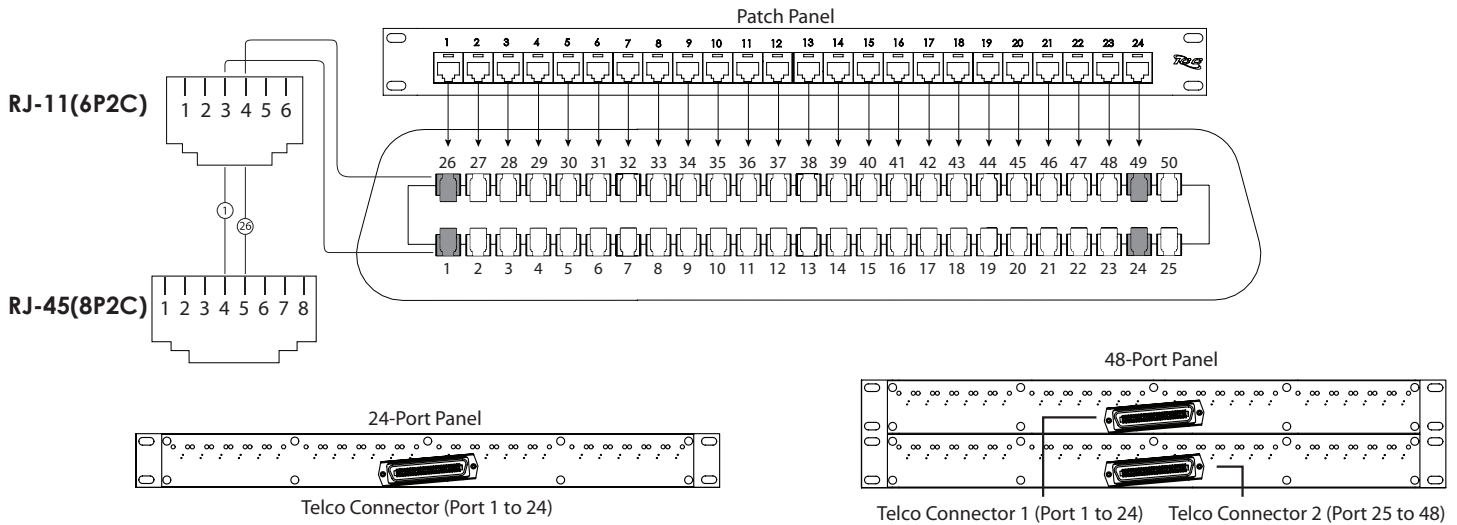 Patch Panel
1 2 3 4 5 6 7 8 9 10 11 12 13 14 15 16 17 18 19 20 21 22 23 24
RJ-11(6P2C)
1 2 3 4 5 6
26 27 28 29 30 31 32 33 34 35 36 37 38 39 40 41 42 43 44 45 46 47 48 49 50
1
26
1 2 3 4 5 6 7 8 9 10 11 12 13 14 15 16 17 18 19 20 21 22 23 24 25
RJ-45(8P2C)
1 2 3 4 5 6 7 8
24-Port Panel
Telco Connector (Port 1 to 24)
48-Port Panel
Telco Connector 1 (Port 1 to 24)
Telco Connector 2 (Port 25 to 48)